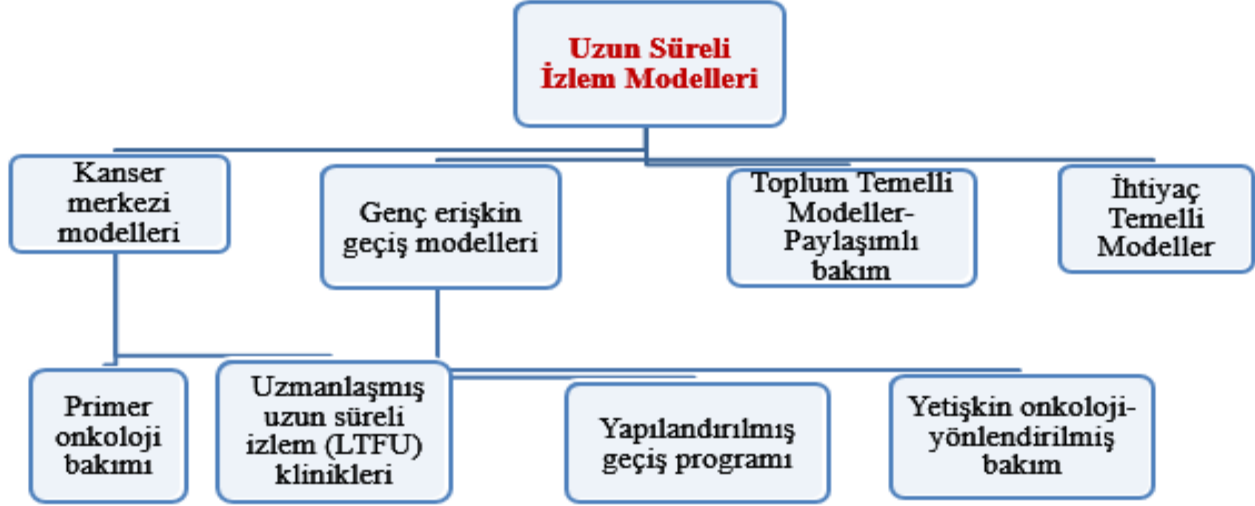 Uzun Süreli
İzlem Modelleri
Kanser
merkezi
modelleri
Genç erişkin
geçiş modelleri
Toplum Temelli
Modeller-
Paylaşımlı
bakım
İhtiyaç
Temelli
Modeller
Primer
onkoloji
bakımı
Uzmanlaşmış
uzun süreli
izlem (LTFU)
klinikleri
Yapılandırılmış
geçiş programı
Yetişkin onkoloji-
yönlendirilmiş
bakım